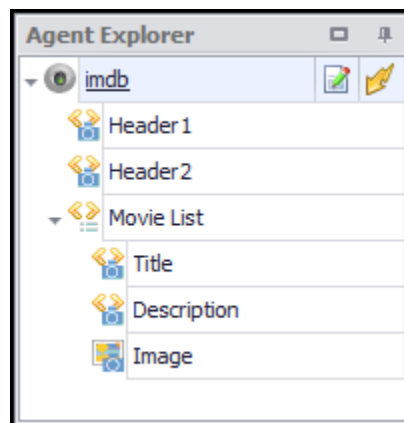 Agent Explorer
imdb
Header1
Header2
Movie List
Title
Description
Image